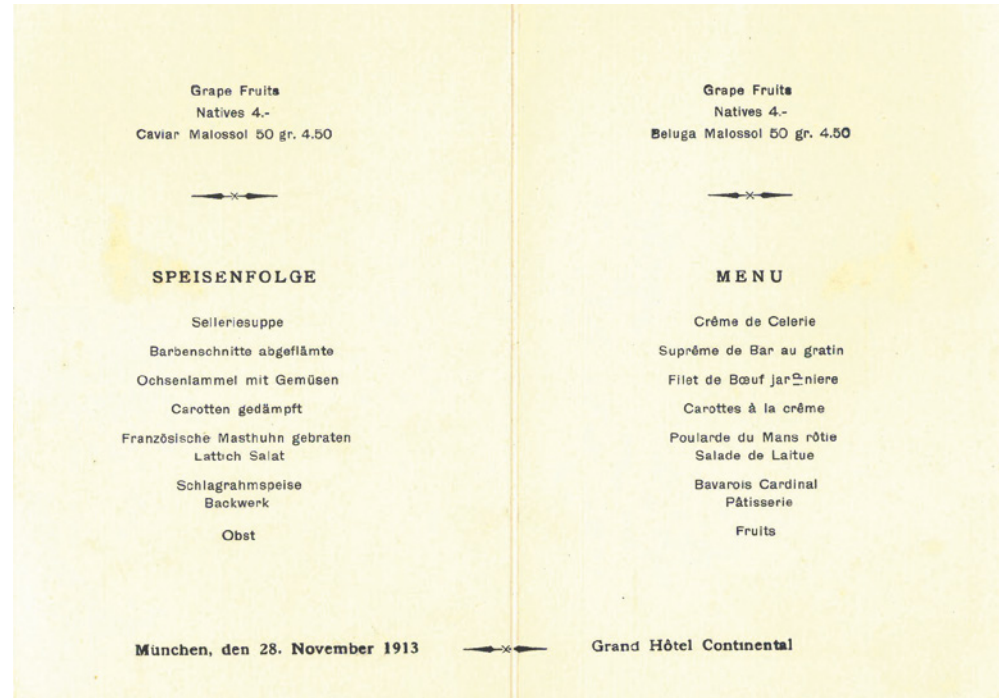 Grape Fruits
Natives 4.-
Caviar Malossol 50 gr. 4.50
SPEISENFOLGE
Selleriesuppe
Barbenschnitte abgeflämte
Ochsenlammel mit Gemüsen
Carotten gedämpft
Französische Masthuhn gebraten
Lattich Salat
Schlagrahmspeise
Backwerk
Obst
München, den 28. November 1913
Grape Fruits
Natives 4.-
Beluga Malossol 50 gr. 4.50
MENU
Crême de Celerie
Suprême de Bar au gratin
Filet de Bœuf
Carottes à la crême
Poularde du Mans rôtie
Salade de Laitue
Bavarois Cardinal
Pâtisserie
Fruits
Grand Hôtel Continental